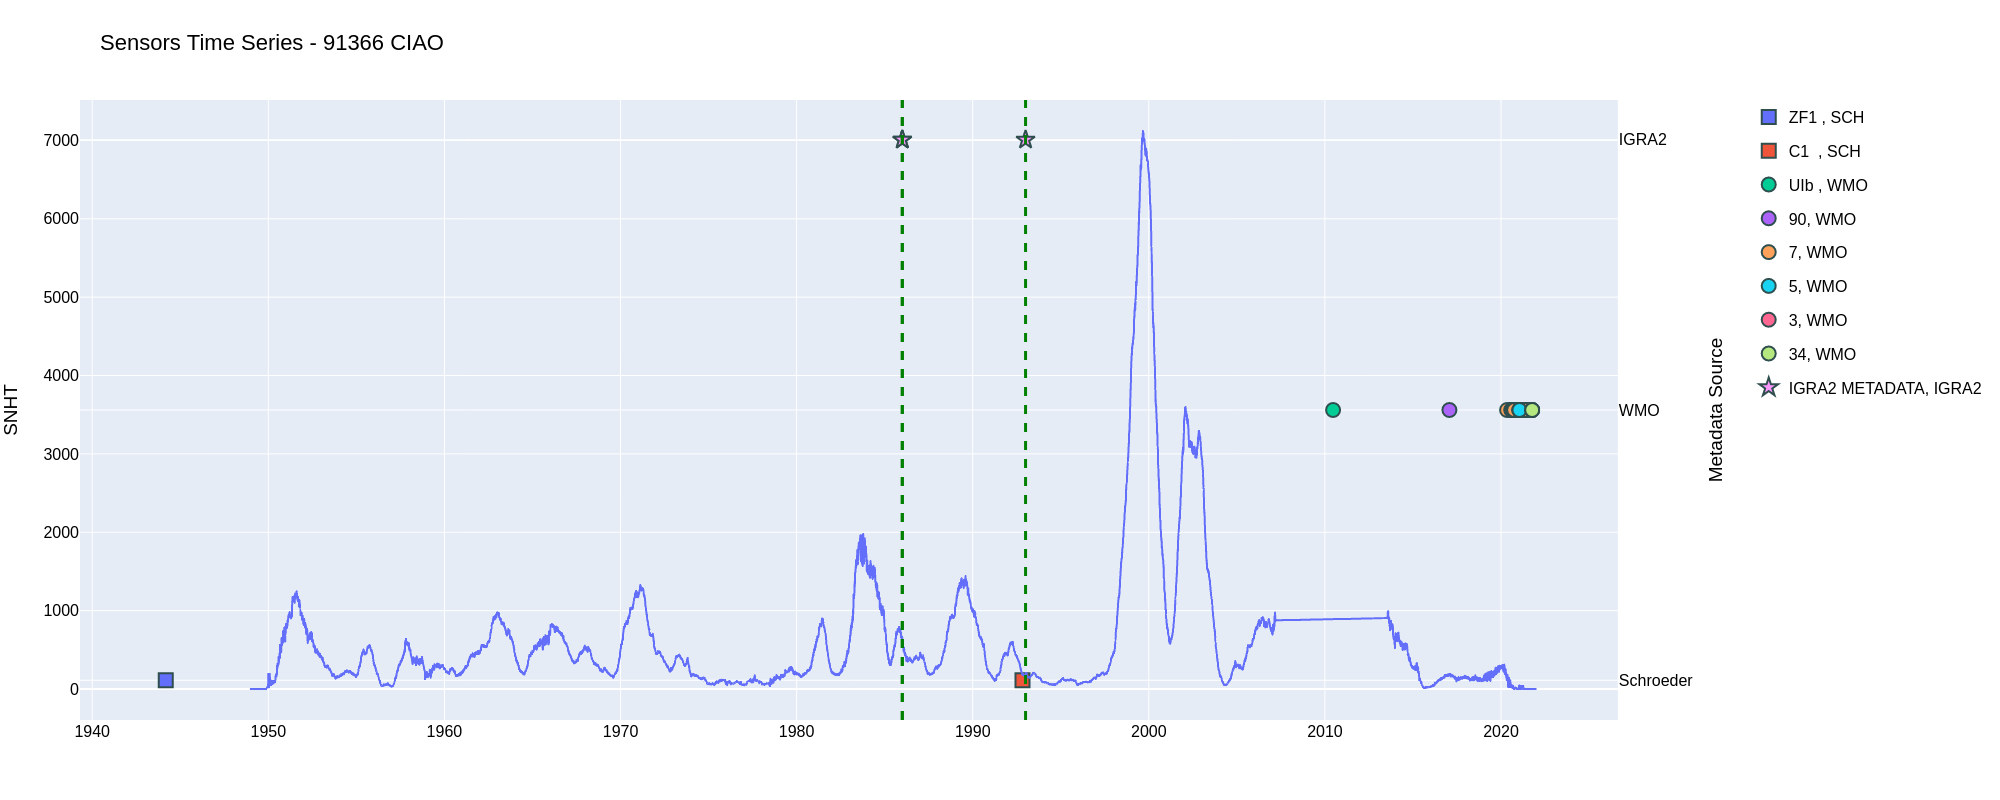 Sensors Time Series - 91366 CIAO
SNHT
7000
6000
5000
4000
3000
2000
1000
0
1940 1950 1960 1970 1980 1990 2000 2010 2020
IGRA2
WMO
Schroeder
Metadata Source
ZF1 , SCH
C1 , SCH
UIb , WMO
90, WMO
7, WMO
5, WMO
3, WMO
34, WMO
IGRA2 METADATA, IGRA2